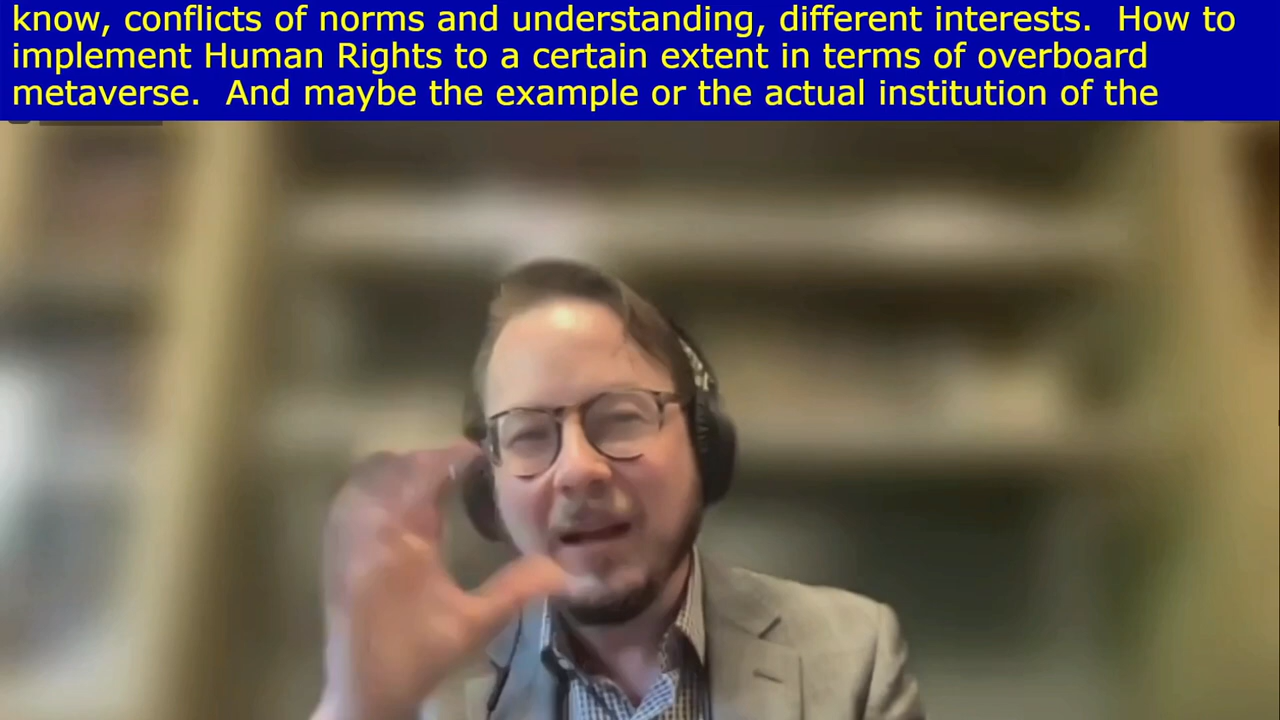 know, conflicts of norms and understanding, different interests.  How to
implement Human Rights to a certain extent in terms of overboard
metaverse.  And maybe the example or the actual institution of the